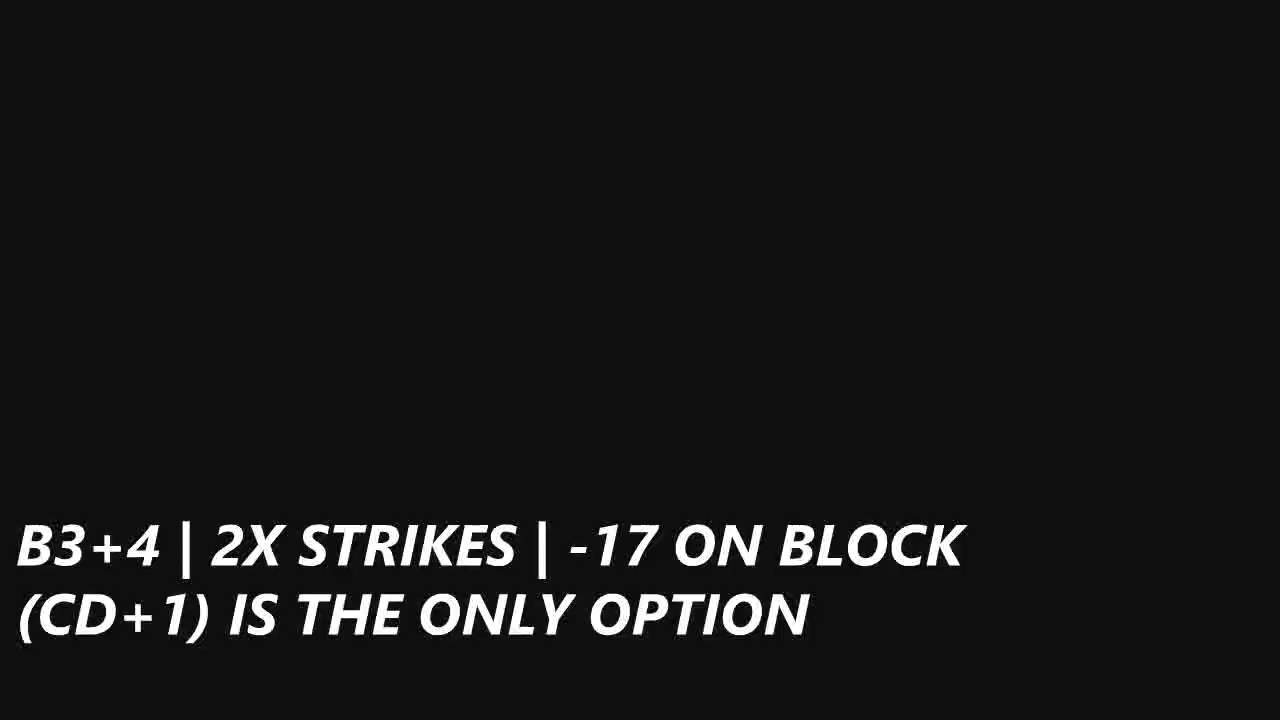 B3+4 | 2X STRIKES | -17 ON BLOCK
(CD+1) IS THE ONLY OPTION